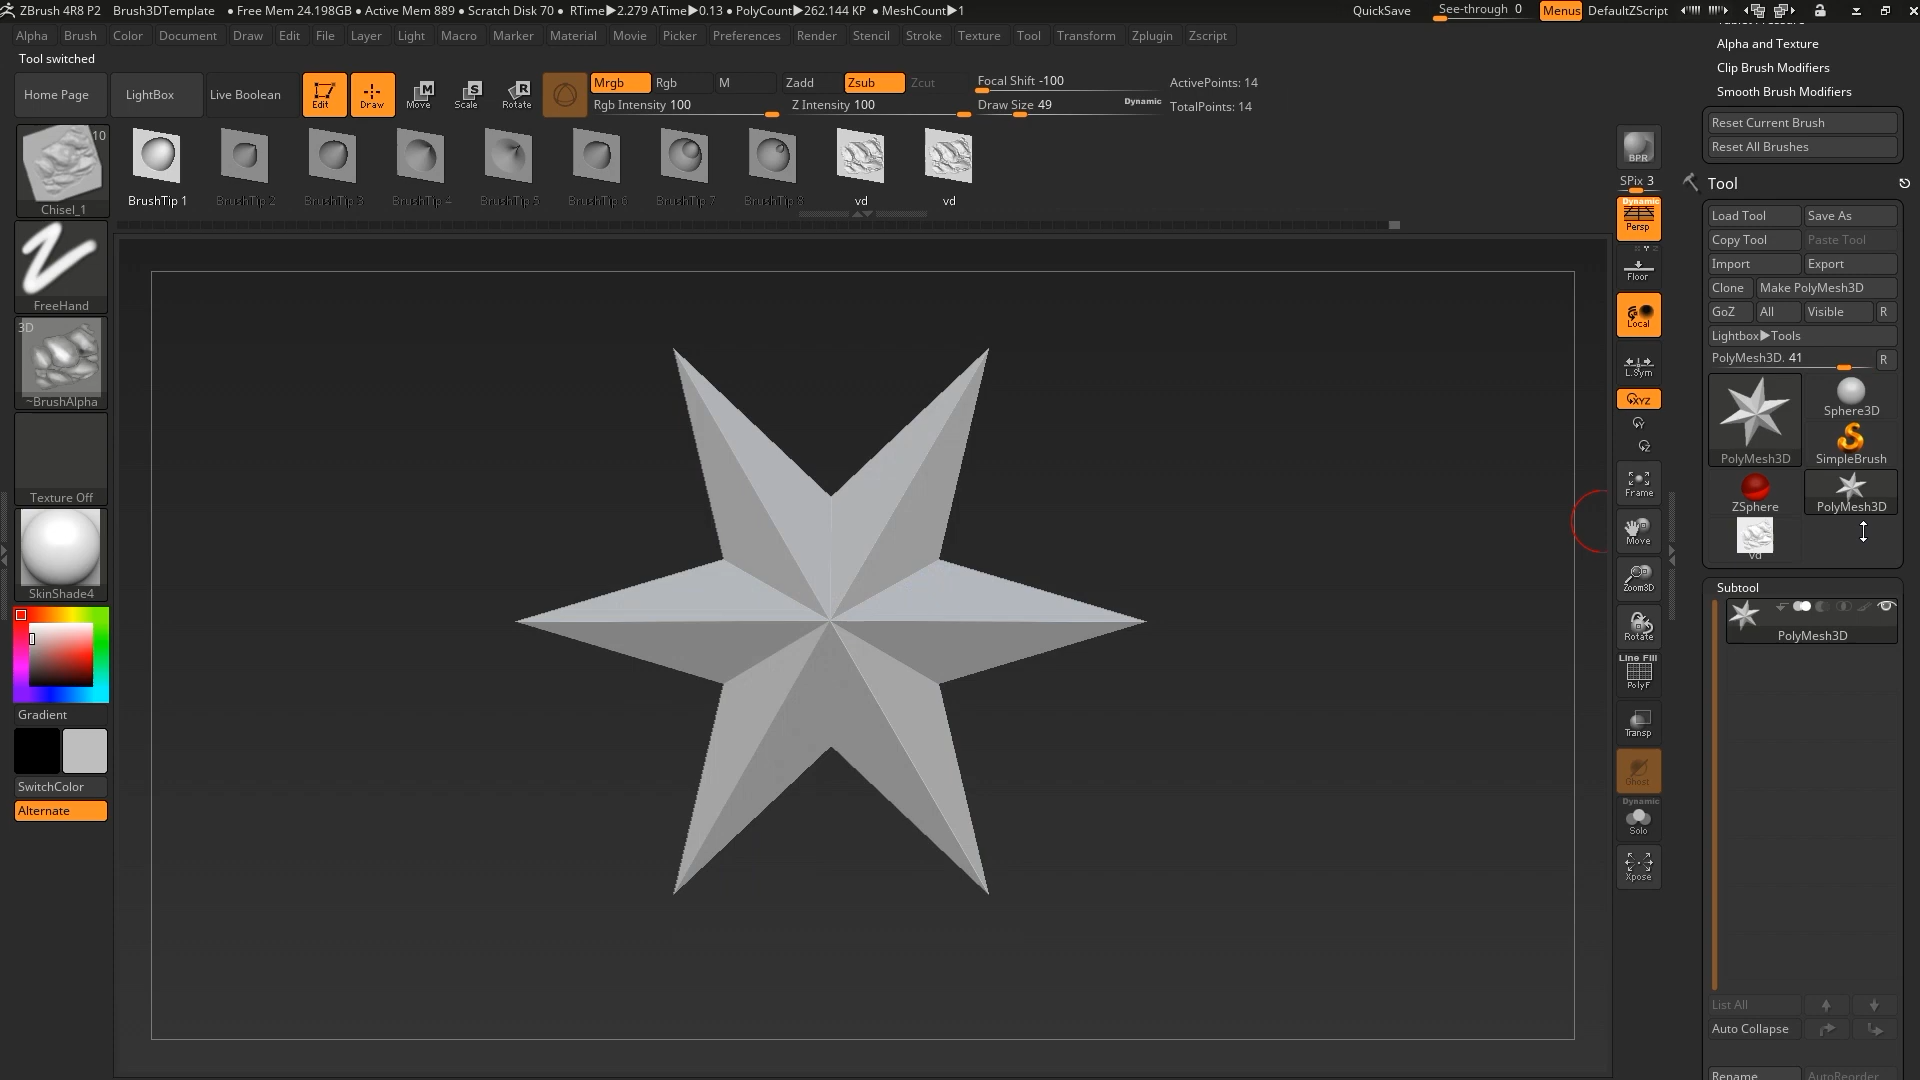 ZBrush 4R8 P2 Brush3DTemplate • Free Mem 24.198GB • Active Mem 889 • Scratch Disk 70 • RTime▶2.279 ATime▶0.13 • PolyCount▶262.144 KP • MeshCount▶1 QuickSave See-through 0 Menus DefaultZScript
Alpha Brush Color Document Draw Edit File Layer Light Macro Marker Material Movie Picker Preferences Render Stencil Stroke Texture Tool Transform Zplugin Zscript
Tool switched
Home Page LightBox Live Boolean Edit Draw Move Scale Rotate
Mrgb Rgb M Zadd Zsub Zcut Focal Shift -100 ActivePoints: 14
Rgb Intensity 100 Z Intensity 100 Draw Size 49 Dynamic TotalPoints: 14
10
Chisel_1
BrushTip 1 BrushTip 2 BrushTip 3 BrushTip 4 BrushTip 5 BrushTip 6 BrushTip 7 BrushTip 8 vd vd
FreeHand
3D
~BrushAlpha
Texture Off
SkinShade4
Gradient
SwitchColor
Alternate
BPR
SPix 3
Dynamic
Persp
Floor
Local
L.Sym
XYZ
Y
Z
Frame
Move
Zoom3D
Rotate
Line Fill
PolyF
Transp
Ghost
Dynamic
Solo
Xpose
Alpha and Texture
Clip Brush Modifiers
Smooth Brush Modifiers
Reset Current Brush
Reset All Brushes
Tool
Load Tool Save As
Copy Tool Paste Tool
Import Export
Clone Make PolyMesh3D
GoZ All Visible R
Lightbox▶Tools
PolyMesh3D. 41 R
PolyMesh3D Sphere3D
SimpleBrush
ZSphere PolyMesh3D
vd
Subtool
PolyMesh3D
List All
Auto Collapse
Rename AutoReorder